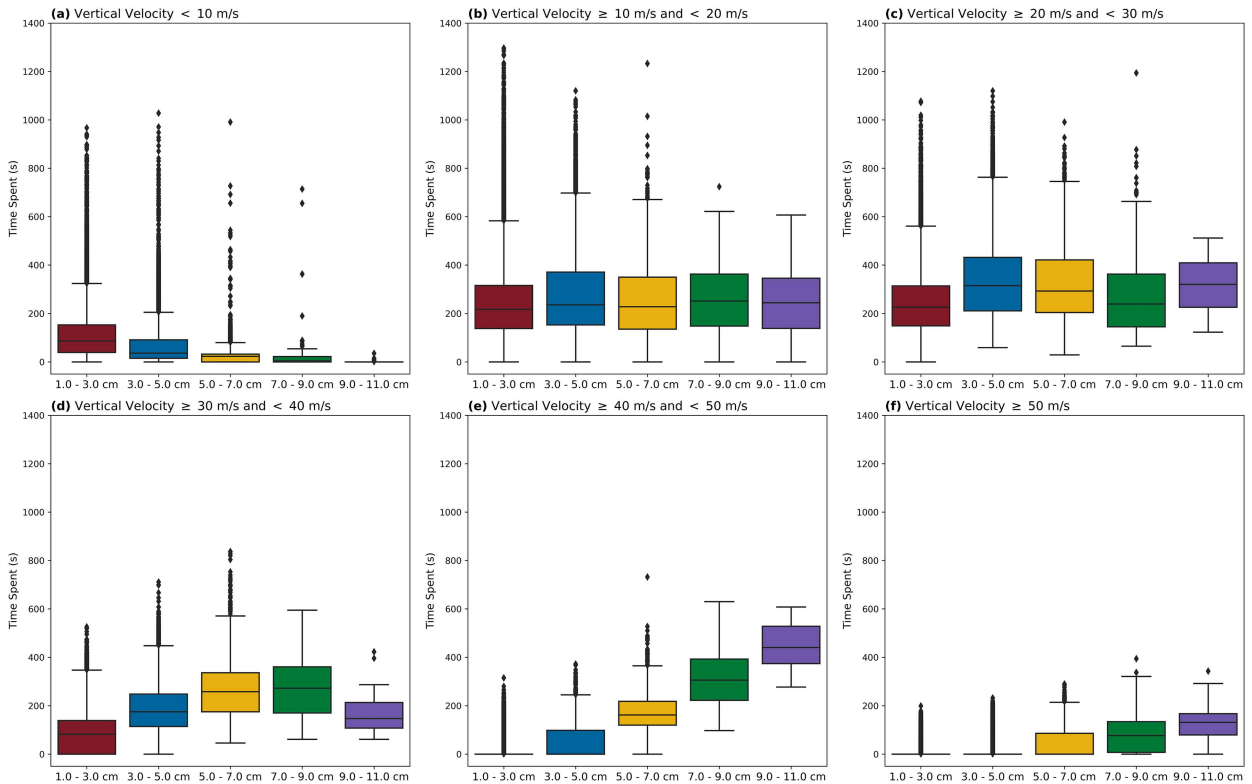 (a) Vertical Velocity < 10 m/s
1400
1200
1000
800
600
400
200
0
Time Spent (s)
1.0 - 3.0 cm 3.0 - 5.0 cm 5.0 - 7.0 cm 7.0 - 9.0 cm 9.0 - 11.0 cm
(b) Vertical Velocity ≥ 10 m/s and < 20 m/s
1400
1200
1000
800
600
400
200
0
Time Spent (s)
1.0 - 3.0 cm 3.0 - 5.0 cm 5.0 - 7.0 cm 7.0 - 9.0 cm 9.0 - 11.0 cm
(c) Vertical Velocity ≥ 20 m/s and < 30 m/s
1400
1200
1000
800
600
400
200
0
Time Spent (s)
1.0 - 3.0 cm 3.0 - 5.0 cm 5.0 - 7.0 cm 7.0 - 9.0 cm 9.0 - 11.0 cm
(d) Vertical Velocity ≥ 30 m/s and < 40 m/s
1400
1200
1000
800
600
400
200
0
Time Spent (s)
1.0 - 3.0 cm 3.0 - 5.0 cm 5.0 - 7.0 cm 7.0 - 9.0 cm 9.0 - 11.0 cm
(e) Vertical Velocity ≥ 40 m/s and < 50 m/s
1400
1200
1000
800
600
400
200
0
Time Spent (s)
1.0 - 3.0 cm 3.0 - 5.0 cm 5.0 - 7.0 cm 7.0 - 9.0 cm 9.0 - 11.0 cm
(f) Vertical Velocity ≥ 50 m/s
1400
1200
1000
800
600
400
200
0
Time Spent (s)
1.0 - 3.0 cm 3.0 - 5.0 cm 5.0 - 7.0 cm 7.0 - 9.0 cm 9.0 - 11.0 cm